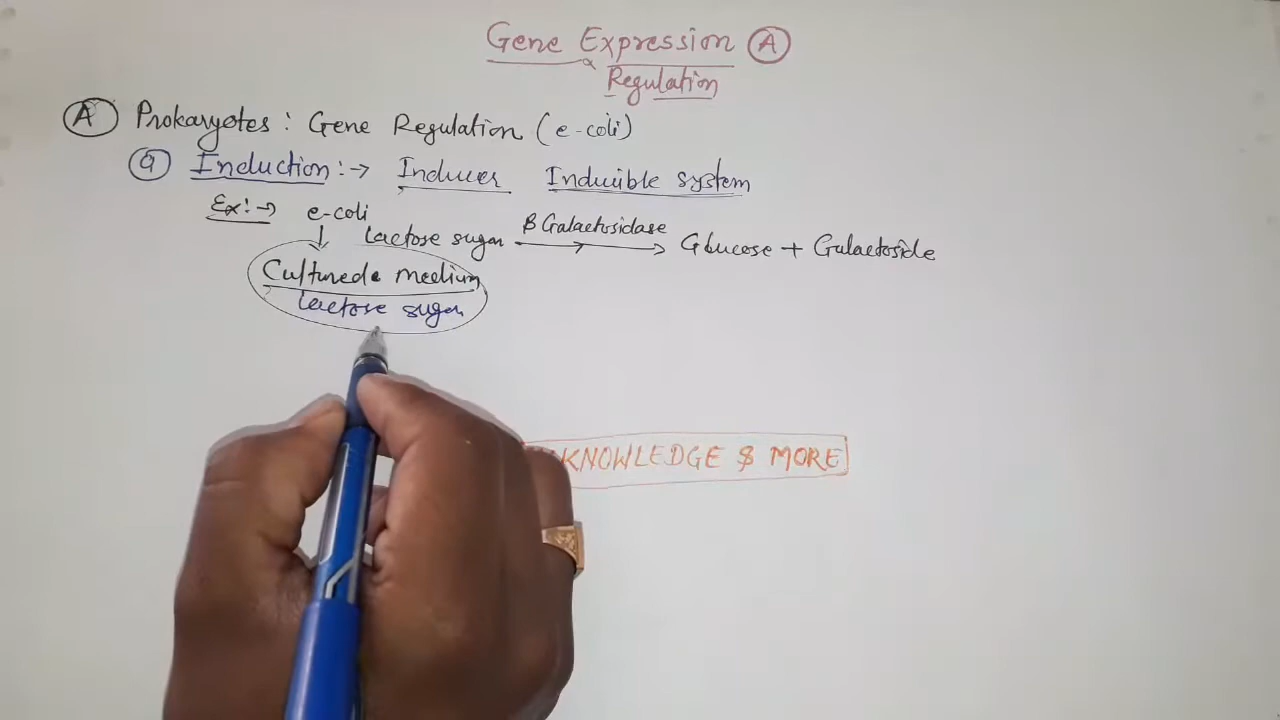 Gene Expression A
Regulation
A Prokaryotes : Gene Regulation (e-coli)
a Induction :→ Inducer Inducible system
Ex:→ e-coli
↓ Lactose sugar β Galactosidase → Glucose + Galactoside
Cultured medium
Lactose sugar
KNOWLEDGE $ MORE